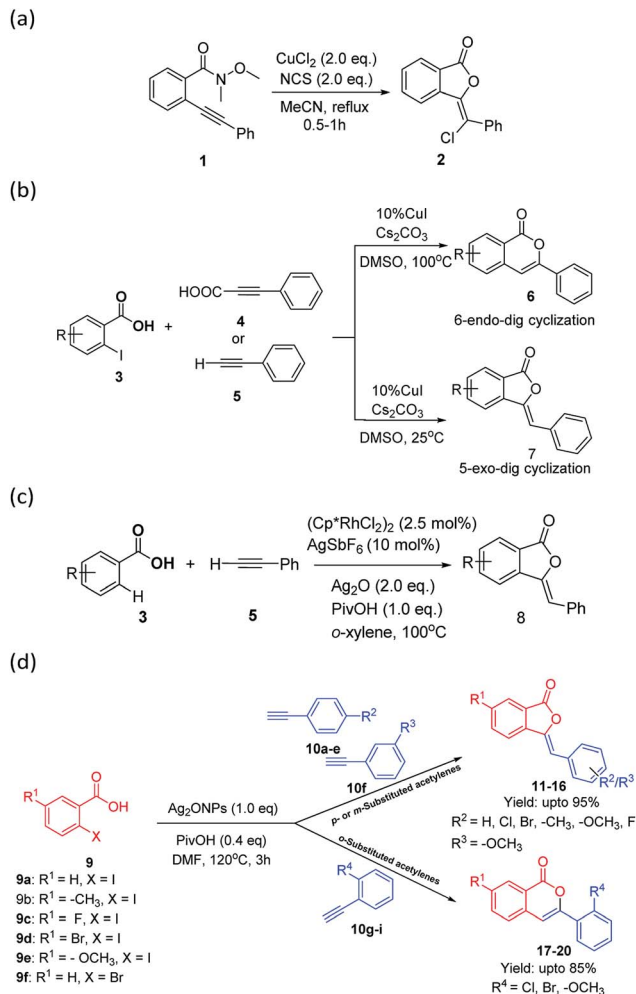 (a)
O
N
O
Ph
1
CuCl2 (2.0 eq.)
NCS (2.0 eq.)
MeCN, reflux
0.5-1h
O
O
Ph
Cl
2
(b)
R
O
OH
I
3
+
HOOC
4
or
H
5
10%CuI
Cs2CO3
DMSO, 100°C
O
O
R
6
6-endo-dig cyclization
10%CuI
Cs2CO3
DMSO, 25°C
O
O
R
7
5-exo-dig cyclization
(c)
R
O
OH
H
3
+
H
Ph
5
(Cp*RhCl2)2 (2.5 mol%)
AgSbF6 (10 mol%)
Ag2O (2.0 eq.)
PivOH (1.0 eq.)
o-xylene, 100°C
O
O
R
Ph
8
(d)
R1
O
OH
X
9
9a: R1 = H, X = I
9b: R1 = -CH3, X = I
9c: R1 = F, X = I
9d: R1 = Br, X = I
9e: R1 = - OCH3, X = I
9f: R1 = H, X = Br
Ag2ONPs (1.0 eq)
PivOH (0.4 eq)
DMF, 120°C, 3h
R2
10a-e
R3
10f
p- or m-Substituted acetylenes
o-Substituted acetylenes
R4
10g-i
R1
O
O
R2/R3
11-16
Yield: upto 95%
R2 = H, Cl, Br, -CH3, -OCH3, F
R3 = -OCH3
R1
O
O
R4
17-20
Yield: upto 85%
R4 = Cl, Br, -OCH3